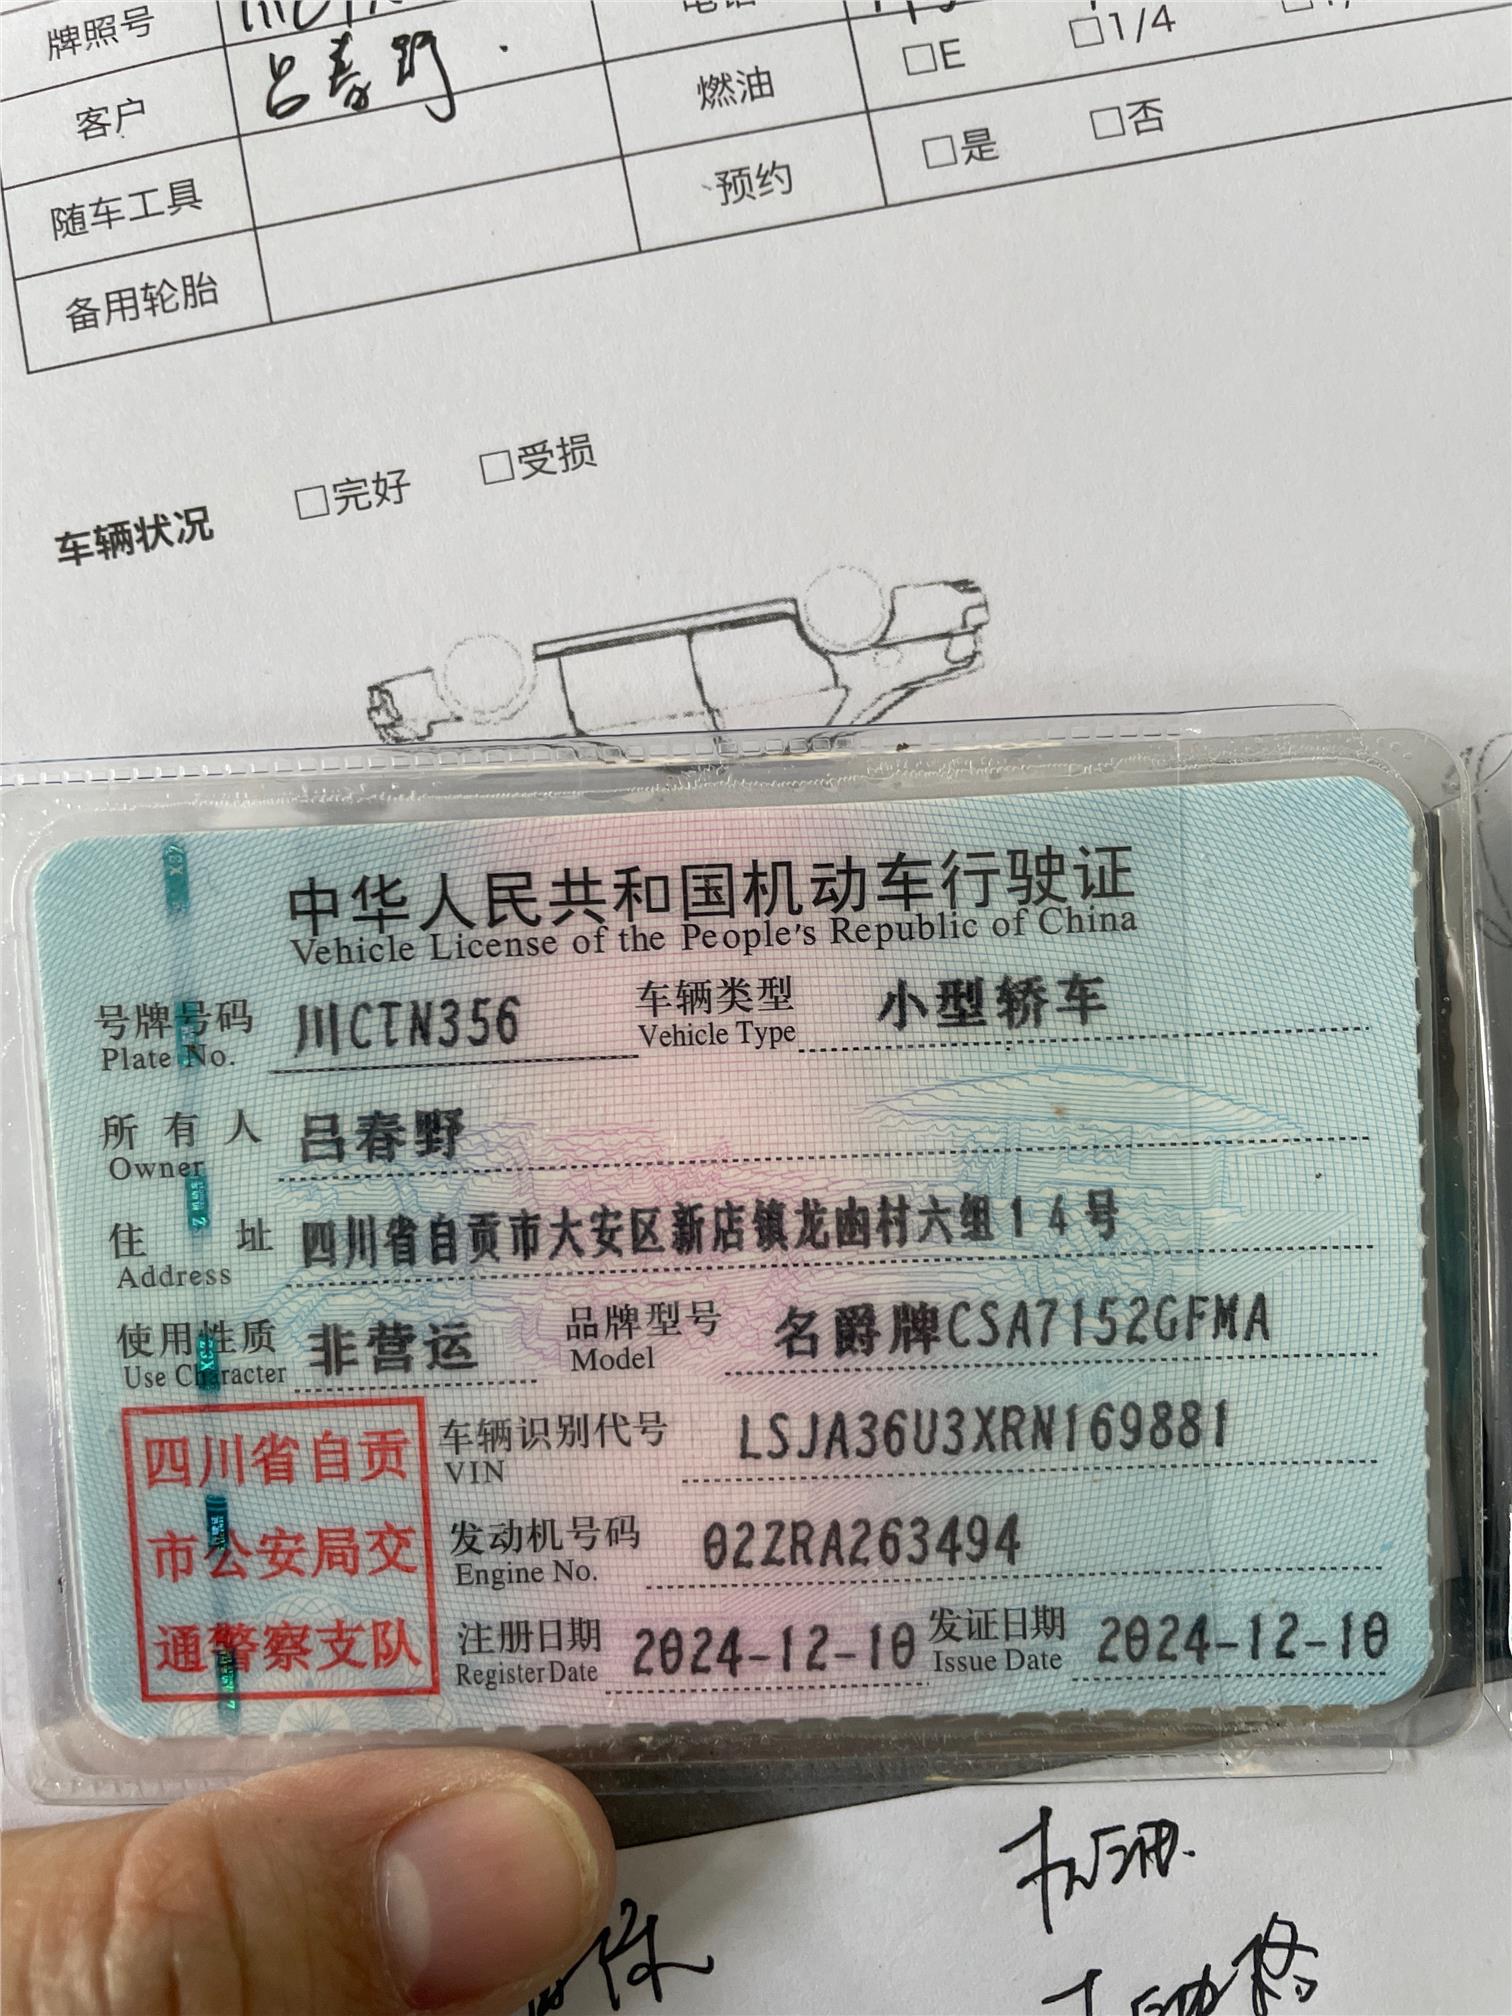 牌照号
客户 吕春野
燃油 □E □1/4
随车工具 预约 □是 □否
备用轮胎
车辆状况 □完好 □受损
中华人民共和国机动车行驶证
Vehicle License of the People's Republic of China
号牌号码 川CTN356 车辆类型 小型轿车
Plate No. Vehicle Type
所有人 吕春野
Owner
住址 四川省自贡市大安区新店镇龙凼村六组14号
Address
使用性质 非营运 品牌型号 名爵牌CSA7152GFMA
Use Character Model
四川省自贡
市公安局交
通警察支队
车辆识别代号 LSJA36U3XRN169881
VIN
发动机号码 02ZRA263494
Engine No.
注册日期 2024-12-10 发证日期 2024-12-10
Register Date Issue Date